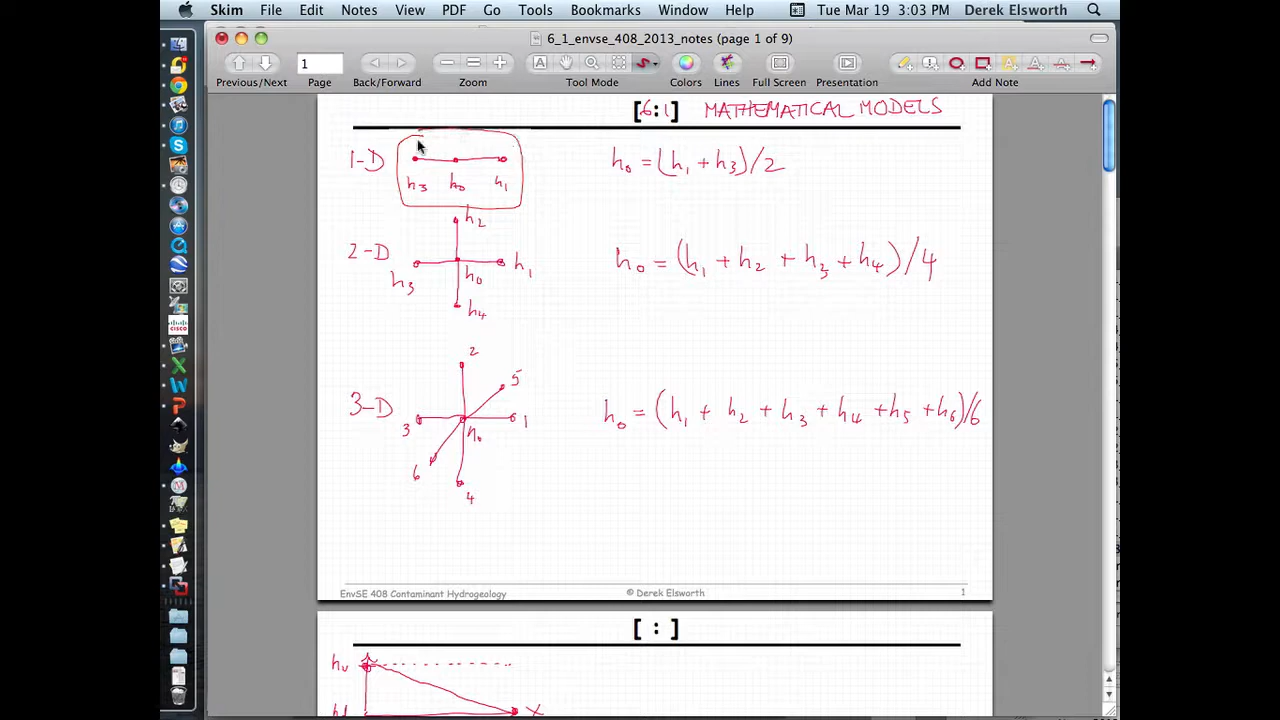 Skim File Edit Notes View PDF Go Tools Bookmarks Window Help Tue Mar 19 3:03 PM Derek Elsworth
6_1_envse_408_2013_notes (page 1 of 9)
1
Previous/Next Page Back/Forward Zoom Tool Mode Colors Lines Full Screen Presentation Add Note
[6:1] MATHEMATICAL MODELS
1-D
h₃ h₀ h₁
h₀ = (h₁ + h₃)/2
2-D
h₂
h₃ h₀ h₁
h₄
h₀ = (h₁ + h₂ + h₃ + h₄)/4
3-D
2
5
3 h₀ 1
6
4
h₀ = (h₁ + h₂ + h₃ + h₄ + h₅ + h₆)/6
EnvSE 408 Contaminant Hydrogeology © Derek Elsworth 1
[ : ]
X
CISCO